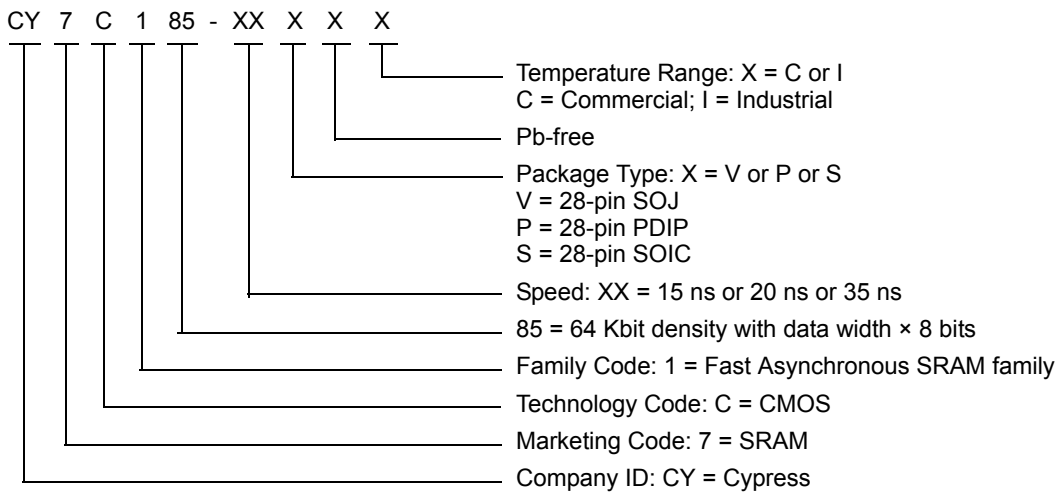 CY 7 C 1 85 - XX X X X
Temperature Range: X = C or I
C = Commercial; I = Industrial
Pb-free
Package Type: X = V or P or S
V = 28-pin SOJ
P = 28-pin PDIP
S = 28-pin SOIC
Speed: XX = 15 ns or 20 ns or 35 ns
85 = 64 Kbit density with data width × 8 bits
Family Code: 1 = Fast Asynchronous SRAM family
Technology Code: C = CMOS
Marketing Code: 7 = SRAM
Company ID: CY = Cypress